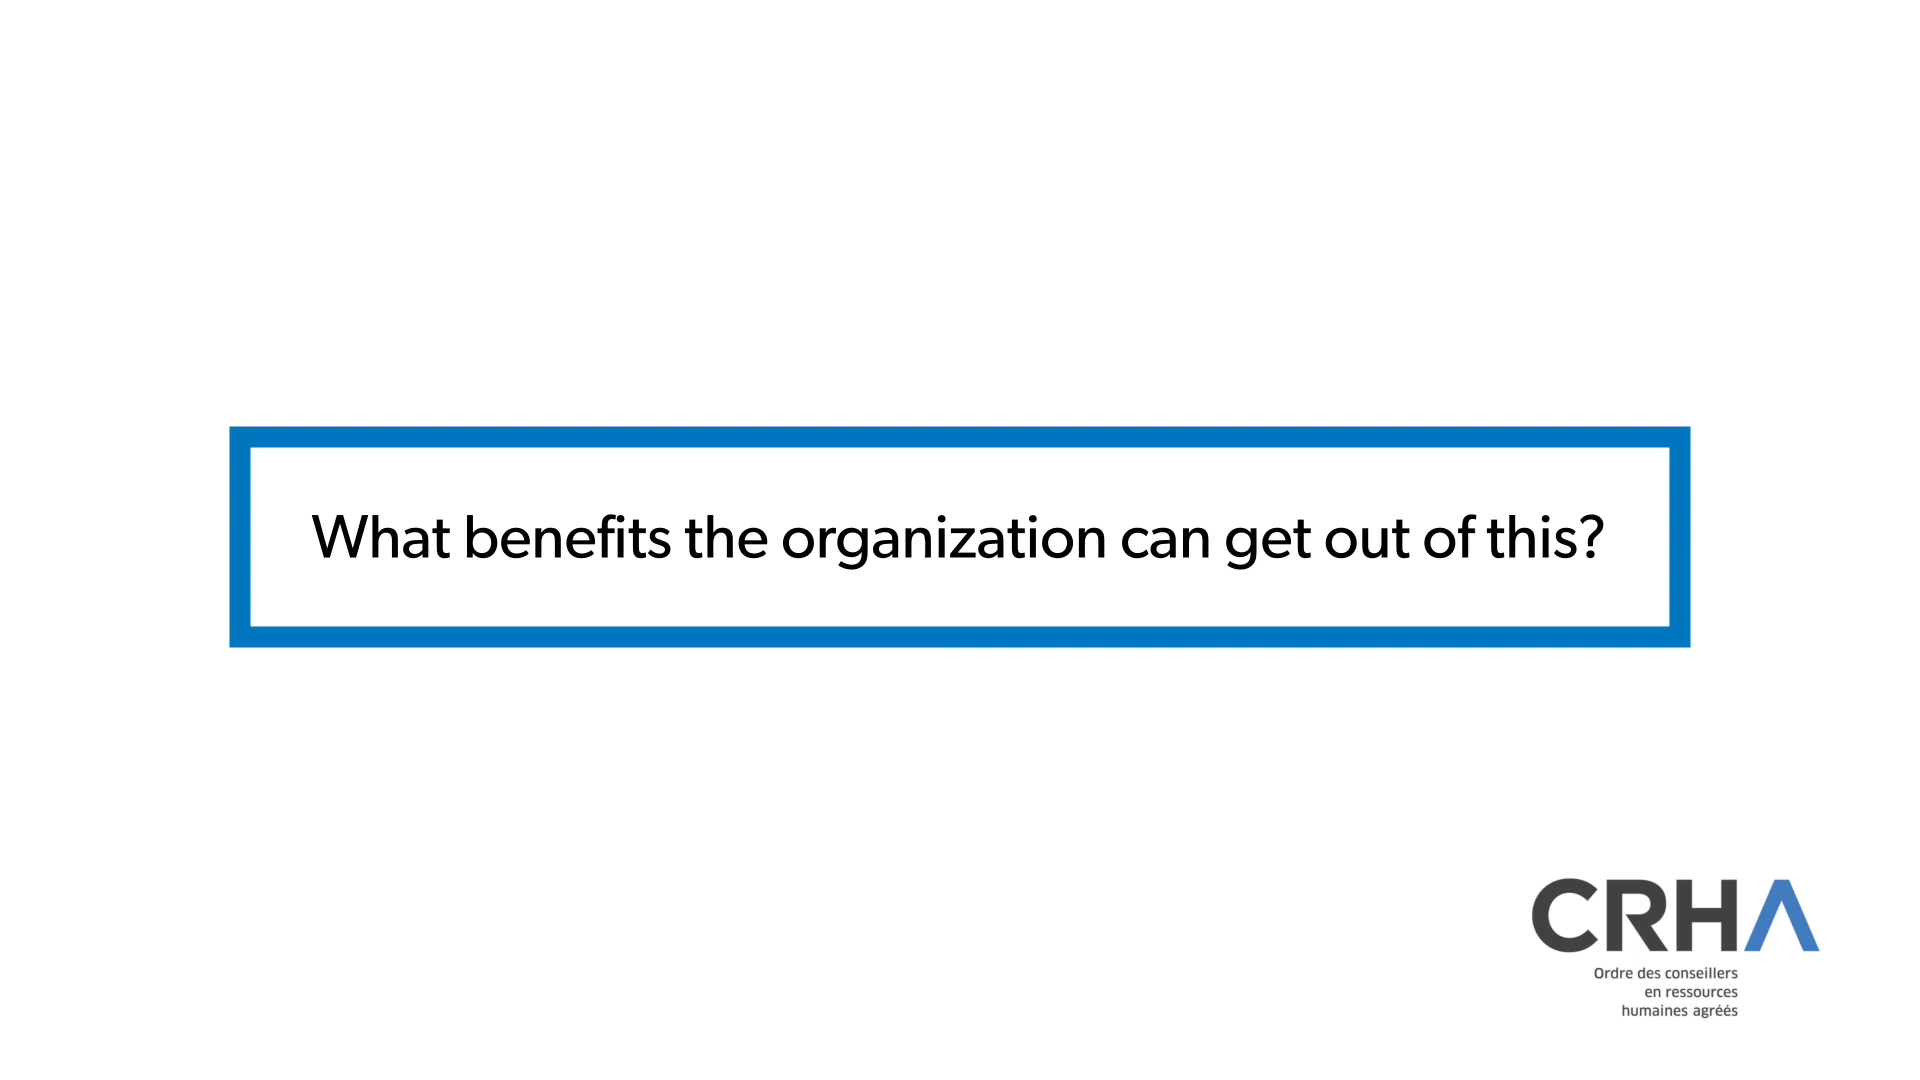 What benefits the organization can get out of this?
CRHA
Ordre des conseillers
en ressources
humaines agréés